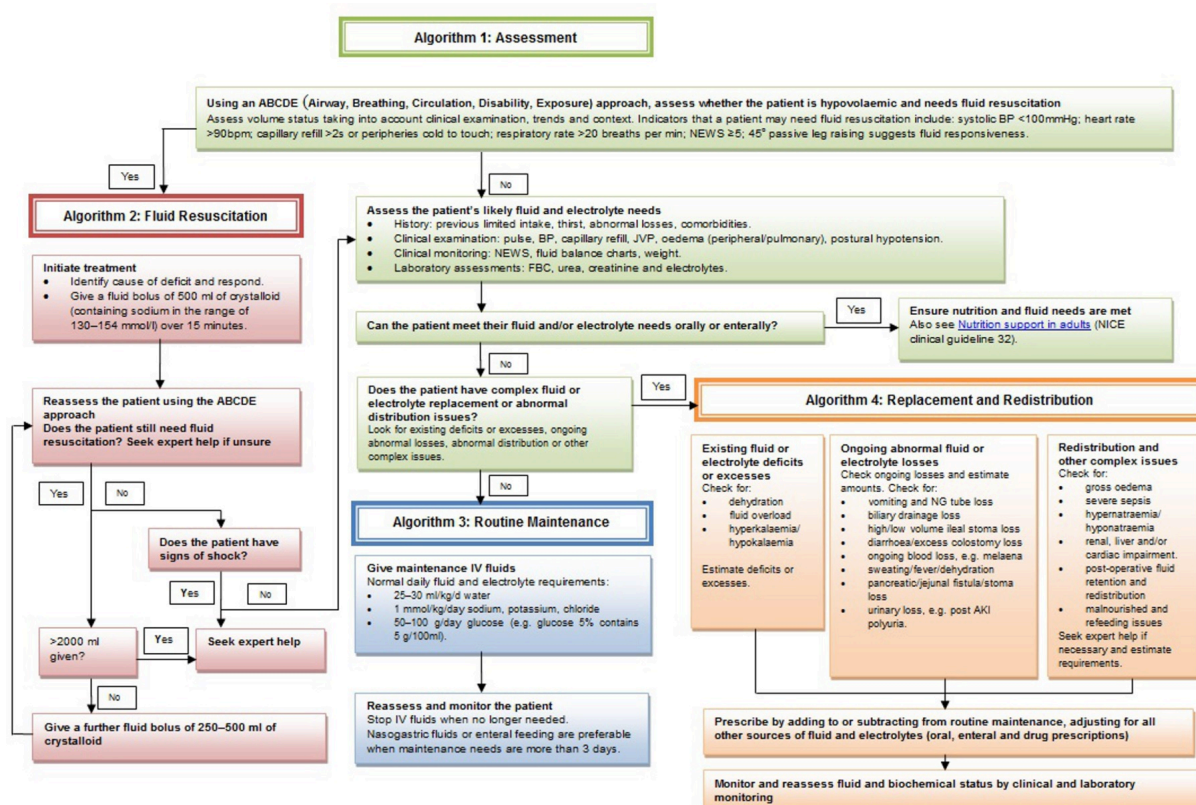 Algorithm 1: Assessment
Using an ABCDE (Airway, Breathing, Circulation, Disability, Exposure) approach, assess whether the patient is hypovolaemic and needs fluid resuscitation
Assess volume status taking into account clinical examination, trends and context. Indicators that a patient may need fluid resuscitation include: systolic BP <100mmHg; heart rate
>90bpm; capillary refill >2s or peripheries cold to touch; respiratory rate >20 breaths per min; NEWS ≥5; 45° passive leg raising suggests fluid responsiveness.
Yes
No
Algorithm 2: Fluid Resuscitation
Initiate treatment
• Identify cause of deficit and respond.
• Give a fluid bolus of 500 ml of crystalloid
(containing sodium in the range of
130–154 mmol/l) over 15 minutes.
Reassess the patient using the ABCDE
approach
Does the patient still need fluid
resuscitation? Seek expert help if unsure
Yes
No
Does the patient have
signs of shock?
Yes
No
>2000 ml
given?
Yes
Seek expert help
No
Give a further fluid bolus of 250–500 ml of
crystalloid
Assess the patient's likely fluid and electrolyte needs
• History: previous limited intake, thirst, abnormal losses, comorbidities.
• Clinical examination: pulse, BP, capillary refill, JVP, oedema (peripheral/pulmonary), postural hypotension.
• Clinical monitoring: NEWS, fluid balance charts, weight.
• Laboratory assessments: FBC, urea, creatinine and electrolytes.
Can the patient meet their fluid and/or electrolyte needs orally or enterally?
Yes
Ensure nutrition and fluid needs are met
Also see Nutrition support in adults (NICE
clinical guideline 32).
No
Does the patient have complex fluid or
electrolyte replacement or abnormal
distribution issues?
Look for existing deficits or excesses, ongoing
abnormal losses, abnormal distribution or other
complex issues.
Yes
No
Algorithm 3: Routine Maintenance
Give maintenance IV fluids
Normal daily fluid and electrolyte requirements:
• 25–30 ml/kg/d water
• 1 mmol/kg/day sodium, potassium, chloride
• 50–100 g/day glucose (e.g. glucose 5% contains
5 g/100ml).
Reassess and monitor the patient
Stop IV fluids when no longer needed.
Nasogastric fluids or enteral feeding are preferable
when maintenance needs are more than 3 days.
Algorithm 4: Replacement and Redistribution
Existing fluid or
electrolyte deficits
or excesses
Check for:
• dehydration
• fluid overload
• hyperkalaemia/
hypokalaemia
Estimate deficits or
excesses.
Ongoing abnormal fluid or
electrolyte losses
Check ongoing losses and estimate
amounts. Check for:
• vomiting and NG tube loss
• biliary drainage loss
• high/low volume ileal stoma loss
• diarrhoea/excess colostomy loss
• ongoing blood loss, e.g. melaena
• sweating/fever/dehydration
• pancreatic/jejunal fistula/stoma
loss
• urinary loss, e.g. post AKI
polyuria.
Redistribution and
other complex issues
Check for:
• gross oedema
• severe sepsis
• hypernatraemia/
hyponatraemia
• renal, liver and/or
cardiac impairment.
• post-operative fluid
retention and
redistribution
• malnourished and
refeeding issues
Seek expert help if
necessary and estimate
requirements.
Prescribe by adding to or subtracting from routine maintenance, adjusting for all
other sources of fluid and electrolytes (oral, enteral and drug prescriptions)
Monitor and reassess fluid and biochemical status by clinical and laboratory
monitoring